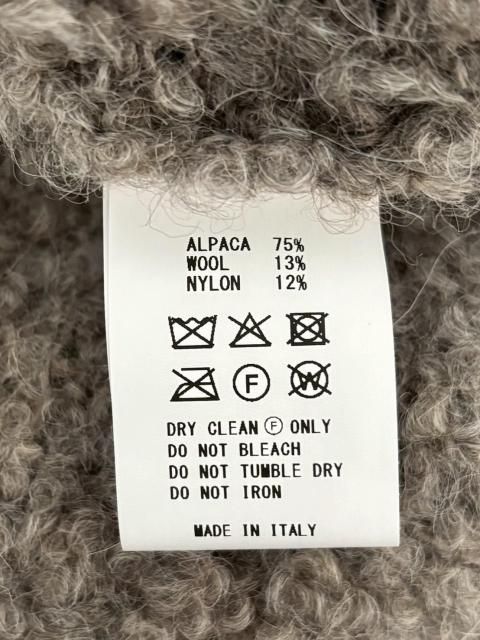 ALPACA 75%
WOOL 13%
NYLON 12%
F W
DRY CLEAN Ⓕ ONLY
DO NOT BLEACH
DO NOT TUMBLE DRY
DO NOT IRON
MADE IN ITALY